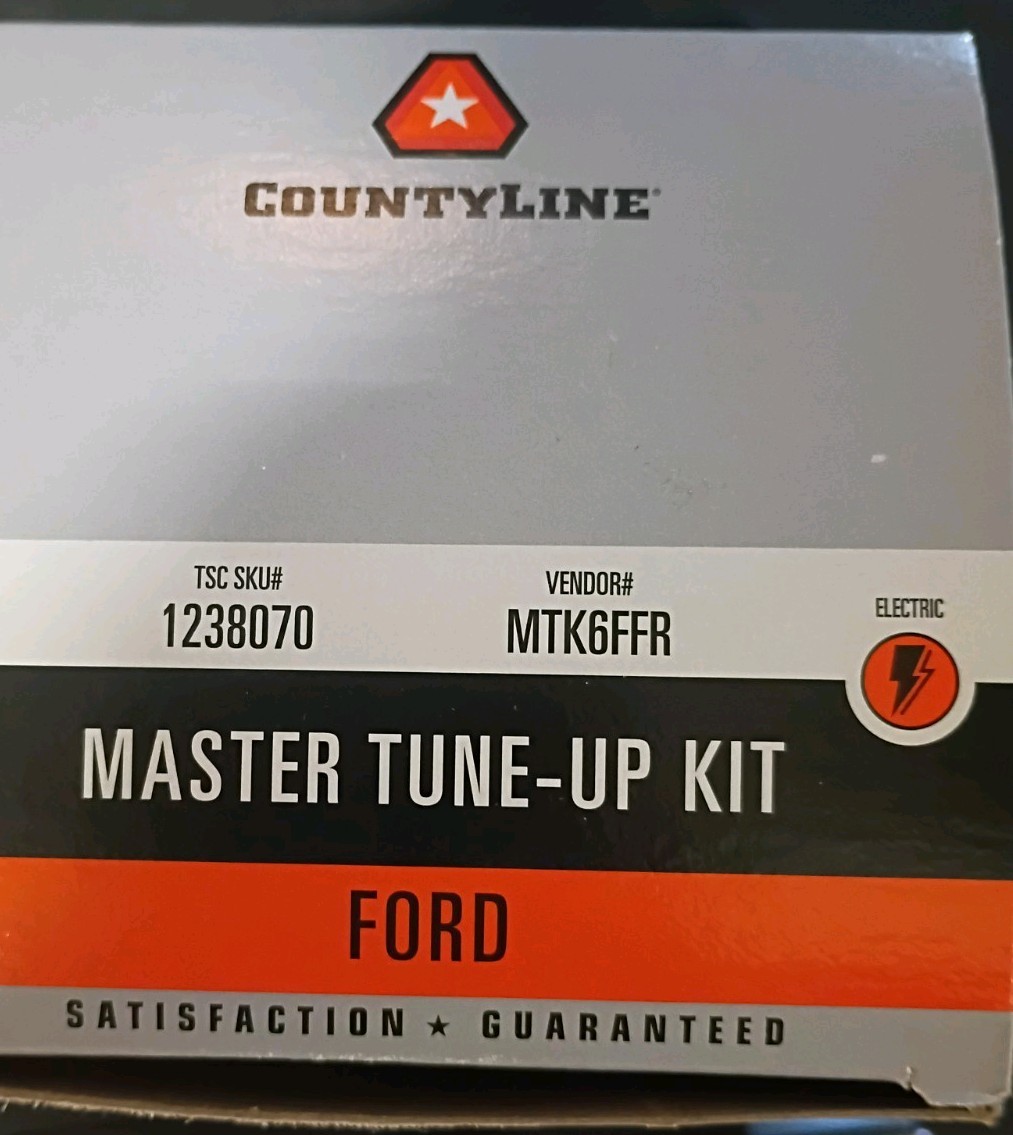 COUNTYLINE®
TSC SKU#
1238070
VENDOR#
MTK6FFR
ELECTRIC
MASTER TUNE-UP KIT
FORD
SATISFACTION ★ GUARANTEED